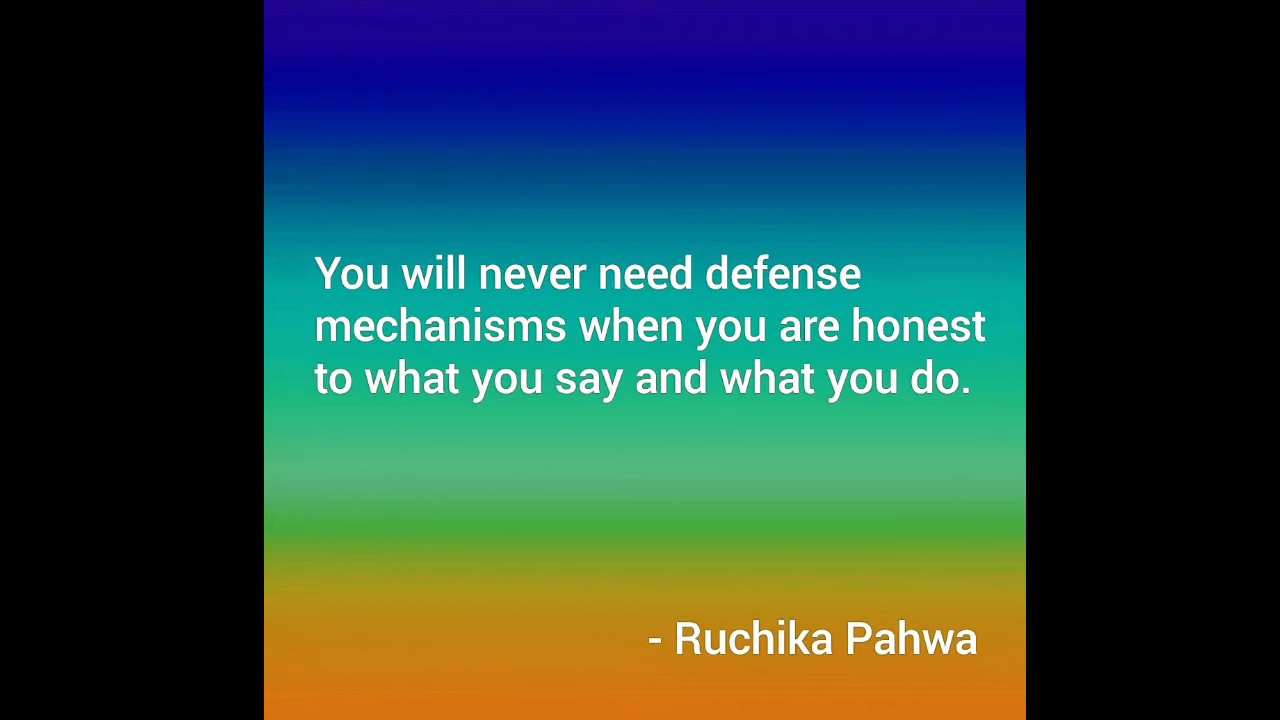 You will never need defense
mechanisms when you are honest
to what you say and what you do.
- Ruchika Pahwa